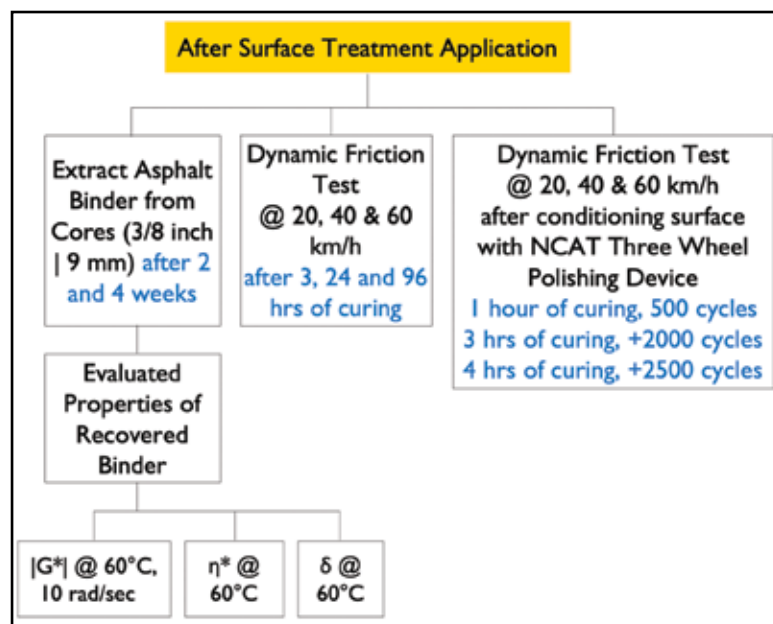 After Surface Treatment Application
Extract Asphalt
Binder from
Cores (3/8 inch
| 9 mm) after 2
and 4 weeks
Dynamic Friction
Test
@ 20, 40 & 60
km/h
after 3, 24 and 96
hrs of curing
Dynamic Friction Test
@ 20, 40 & 60 km/h
after conditioning surface
with NCAT Three Wheel
Polishing Device
1 hour of curing, 500 cycles
3 hrs of curing, +2000 cycles
4 hrs of curing, +2500 cycles
Evaluated
Properties of
Recovered
Binder
|G*| @ 60°C,
10 rad/sec
η* @
60°C
δ @
60°C